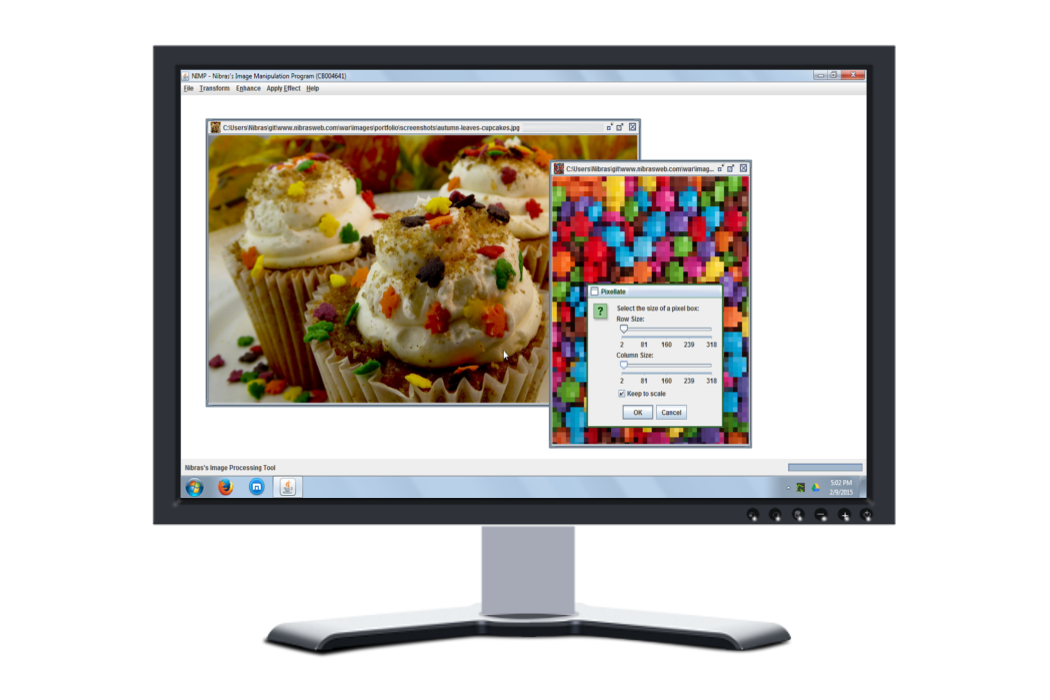 NIMP - Nibras's Image Manipulation Program (CB004641)
File Transform Enhance Apply Effect Help
C:\Users\Nibras\git\www.nibrasweb.com\war\images\portfolio\screenshots\autumn-leaves-cupcakes.jpg
C:\Users\Nibras\git\www.nibrasweb.com\war\imag...
Pixellate
Select the size of a pixel box:
Row Size:
2 81 160 239 318
Column Size:
2 81 160 239 318
Keep to scale
OK Cancel
Nibras's Image Processing Tool
5:02 PM
2/9/2015